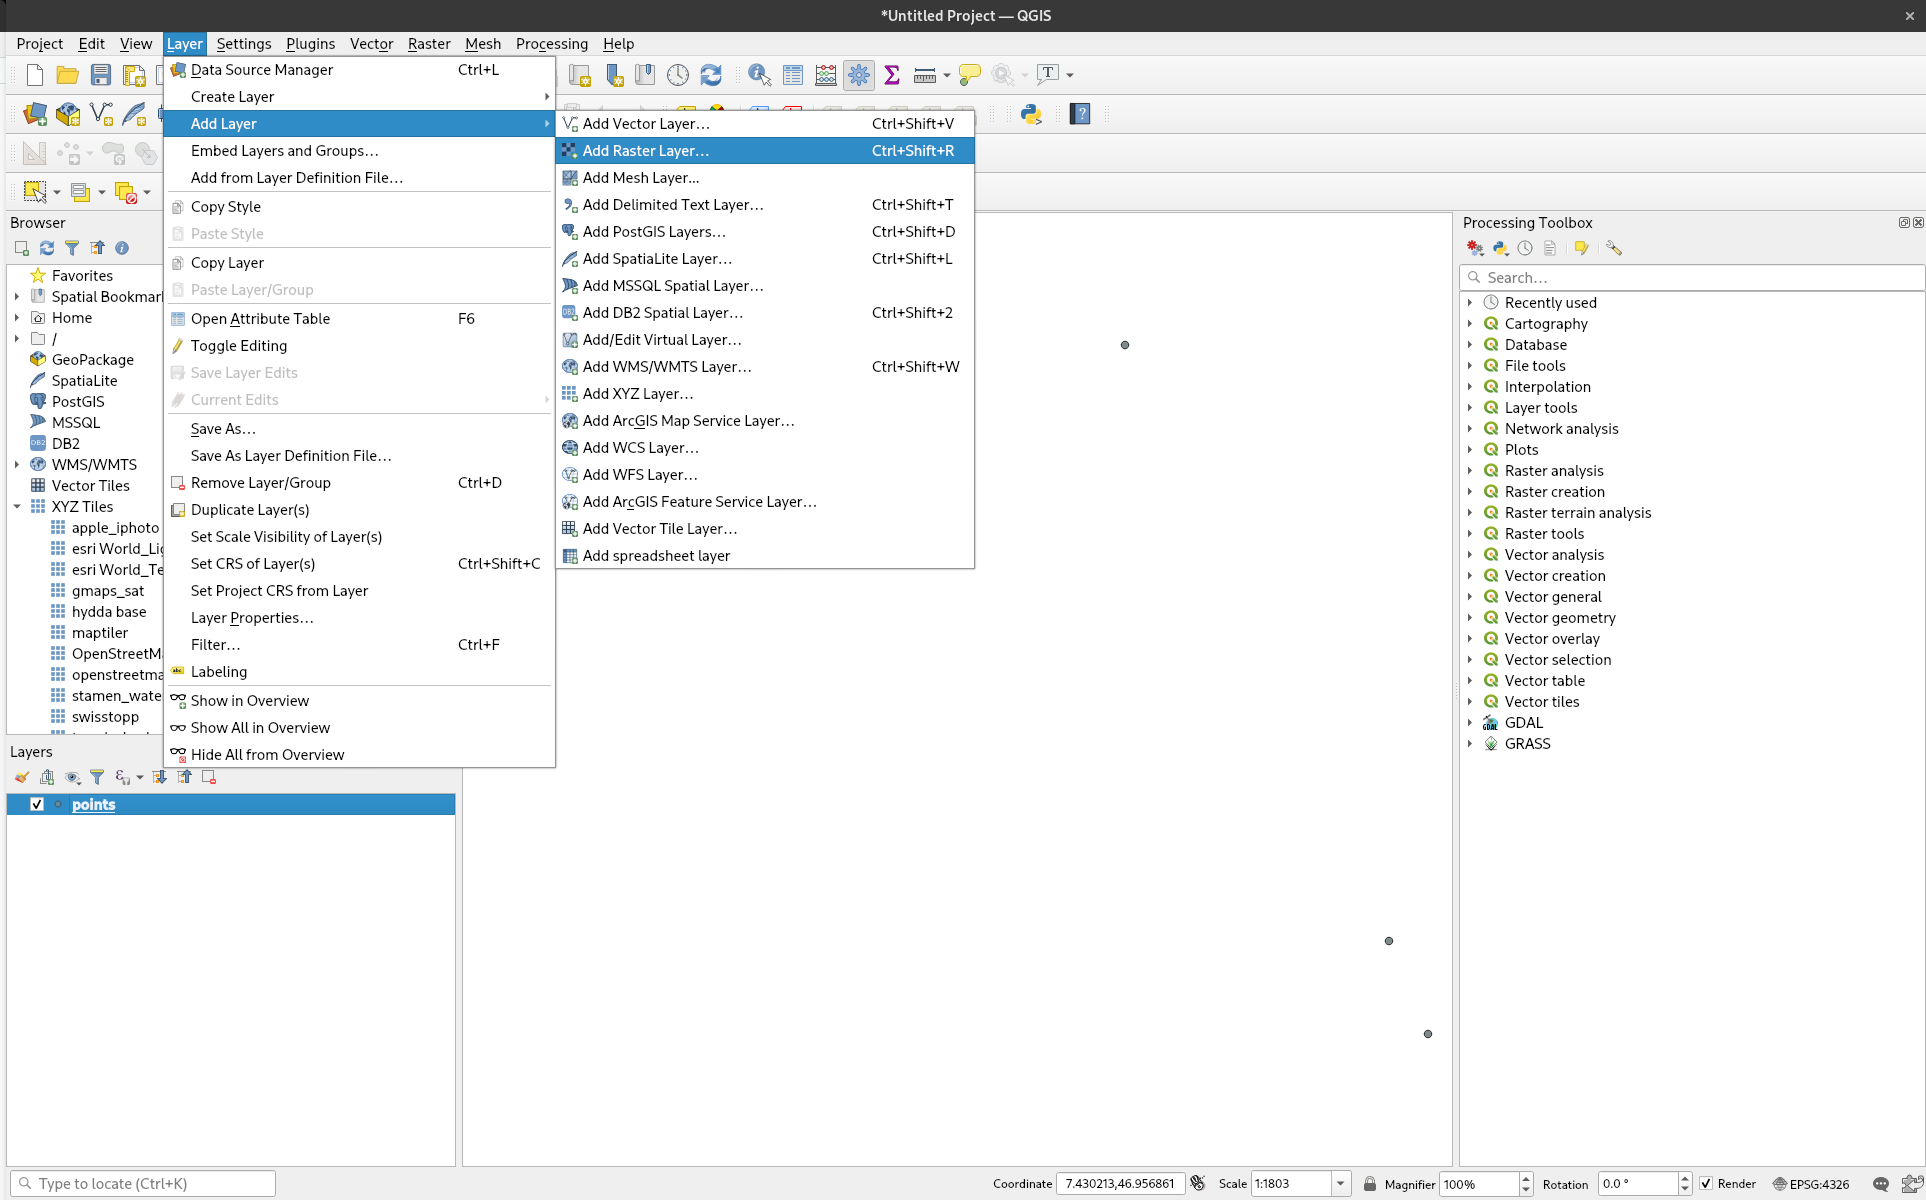 *Untitled Project — QGIS
Project Edit View Layer Settings Plugins Vector Raster Mesh Processing Help
Data Source Manager Ctrl+L
Create Layer
Add Layer
Embed Layers and Groups…
Add from Layer Definition File…
Copy Style
Paste Style
Copy Layer
Paste Layer/Group
Open Attribute Table F6
Toggle Editing
Save Layer Edits
Current Edits
Save As…
Save As Layer Definition File…
Remove Layer/Group Ctrl+D
Duplicate Layer(s)
Set Scale Visibility of Layer(s)
Set CRS of Layer(s) Ctrl+Shift+C
Set Project CRS from Layer
Layer Properties…
Filter… Ctrl+F
Labeling
Show in Overview
Show All in Overview
Hide All from Overview
Add Vector Layer… Ctrl+Shift+V
Add Raster Layer… Ctrl+Shift+R
Add Mesh Layer...
Add Delimited Text Layer… Ctrl+Shift+T
Add PostGIS Layers… Ctrl+Shift+D
Add SpatiaLite Layer… Ctrl+Shift+L
Add MSSQL Spatial Layer…
Add DB2 Spatial Layer… Ctrl+Shift+2
Add/Edit Virtual Layer…
Add WMS/WMTS Layer… Ctrl+Shift+W
Add XYZ Layer…
Add ArcGIS Map Service Layer…
Add WCS Layer…
Add WFS Layer…
Add ArcGIS Feature Service Layer…
Add Vector Tile Layer…
Add spreadsheet layer
Browser
Favorites
Spatial Bookmar
Home
/
GeoPackage
SpatiaLite
PostGIS
MSSQL
DB2
WMS/WMTS
Vector Tiles
XYZ Tiles
apple_iphoto
esri World_Li
esri World_Te
gmaps_sat
hydda base
maptiler
OpenStreetM
openstreetma
stamen_wate
swisstopp
Layers
points
Processing Toolbox
Search…
Recently used
Cartography
Database
File tools
Interpolation
Layer tools
Network analysis
Plots
Raster analysis
Raster creation
Raster terrain analysis
Raster tools
Vector analysis
Vector creation
Vector general
Vector geometry
Vector overlay
Vector selection
Vector table
Vector tiles
GDAL
GRASS
Type to locate (Ctrl+K)
Coordinate 7.430213,46.956861 Scale 1:1803 Magnifier 100% Rotation 0.0 ° Render EPSG:4326